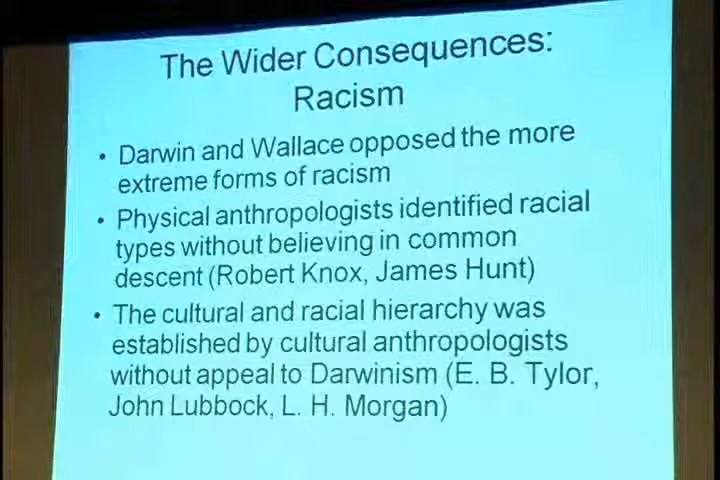 The Wider Consequences:
Racism
• Darwin and Wallace opposed the more
extreme forms of racism
• Physical anthropologists identified racial
types without believing in common
descent (Robert Knox, James Hunt)
• The cultural and racial hierarchy was
established by cultural anthropologists
without appeal to Darwinism (E. B. Tylor,
John Lubbock, L. H. Morgan)